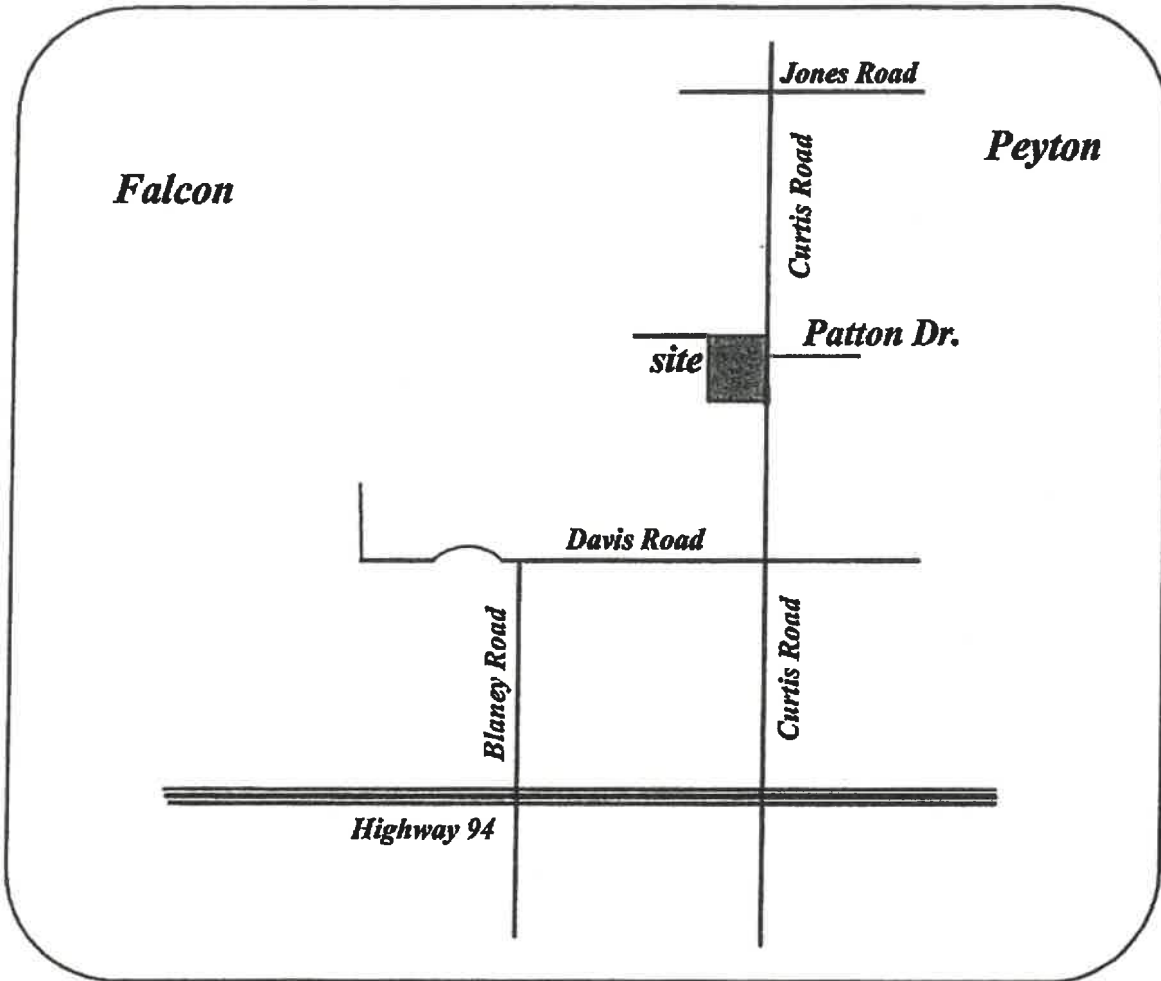 Jones Road
Peyton
Falcon
Curtis Road
Patton Dr.
site
Davis Road
Blaney Road
Curtis Road
Highway 94